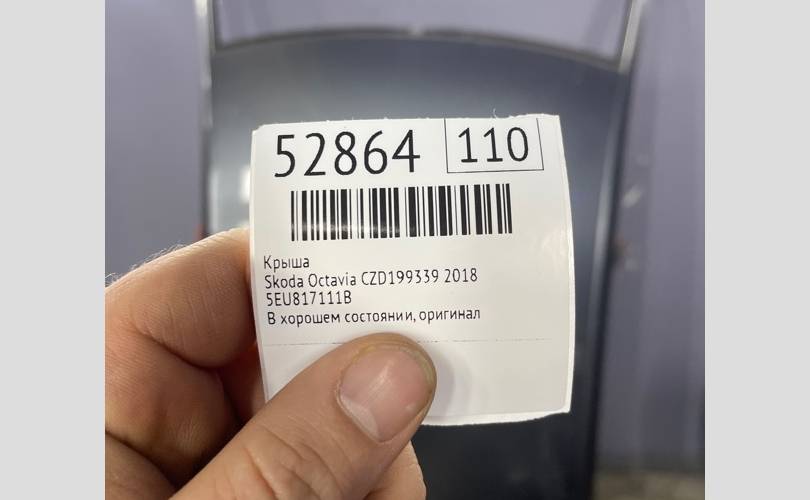 52864 110
Крыша
Skoda Octavia CZD199339 2018
5EU817111B
В хорошем состоянии, оригинал